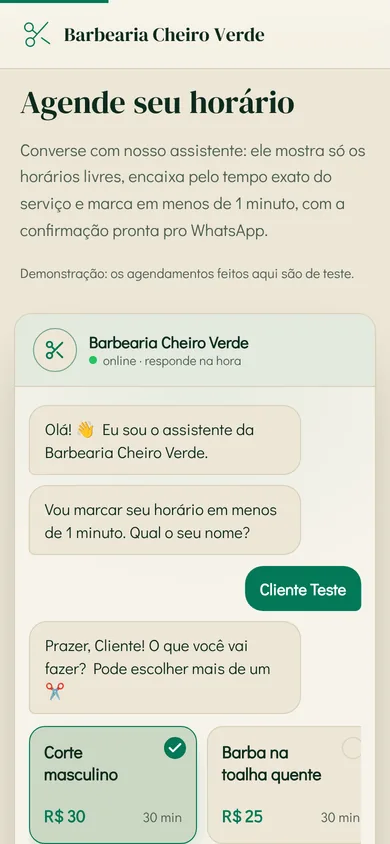 Barbearia Cheiro Verde
Agende seu horário
Converse com nosso assistente: ele mostra só os
horários livres, encaixa pelo tempo exato do
serviço e marca em menos de 1 minuto, com a
confirmação pronta pro WhatsApp.
Demonstração: os agendamentos feitos aqui são de teste.
Barbearia Cheiro Verde
online · responde na hora
Olá! 👋 Eu sou o assistente da
Barbearia Cheiro Verde.
Vou marcar seu horário em menos
de 1 minuto. Qual o seu nome?
Cliente Teste
Prazer, Cliente! O que você vai
fazer? Pode escolher mais de um
✂️
Corte
masculino
R$ 30 30 min
Barba na
toalha quente
R$ 25 30 min